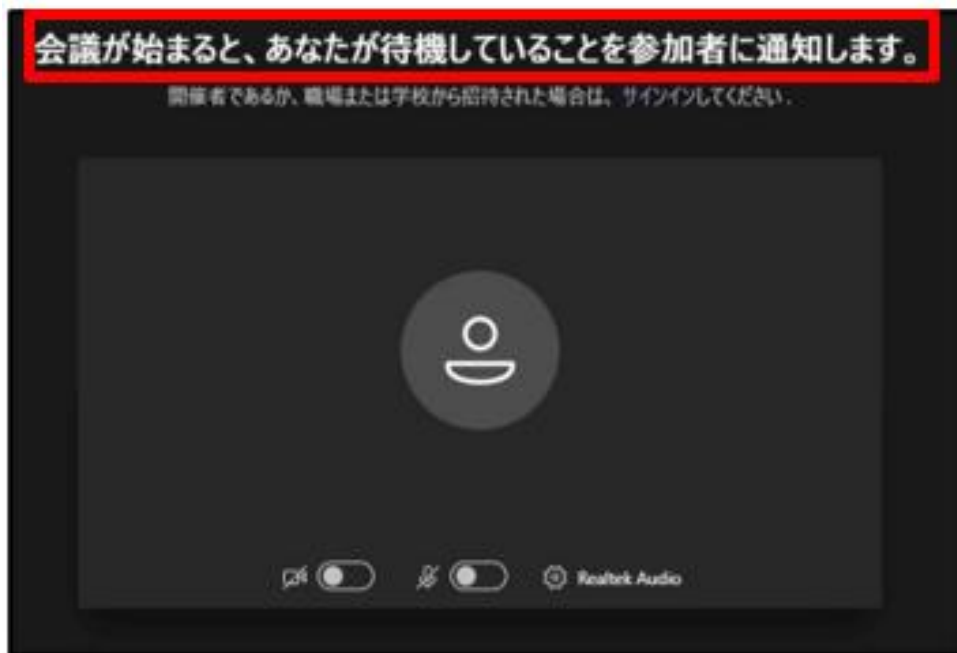 会議が始まると、あなたが待機していることを参加者に通知します。
開催者であるか、職場または学校から招待された場合は、サインインしてください.
Realtek Audio